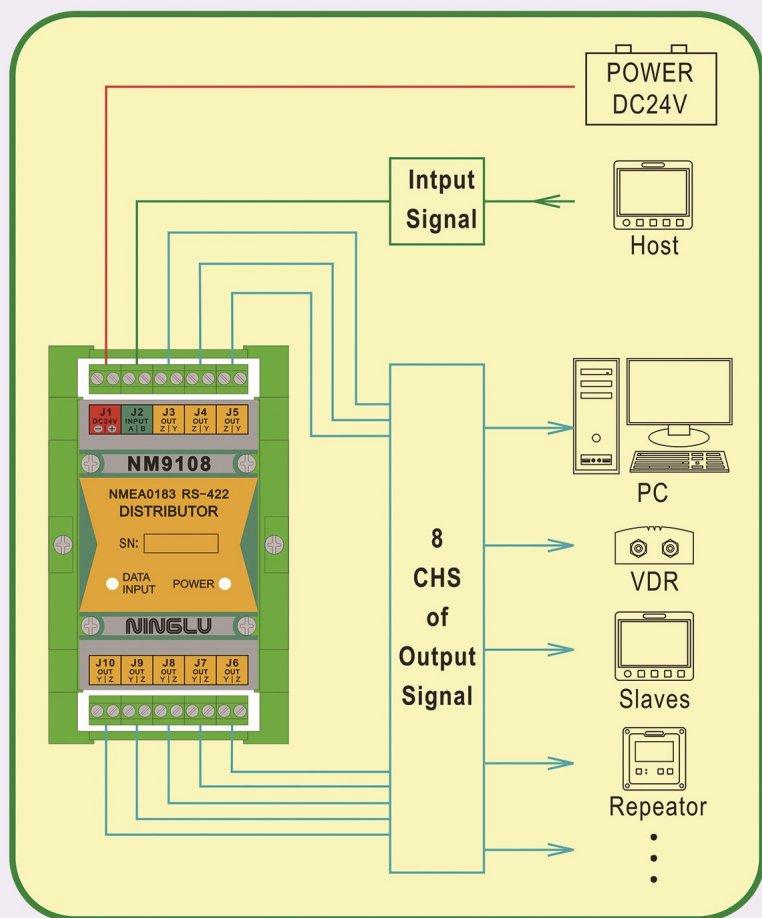 POWER
DC24V
Intput
Signal
Host
J1 J2 J3 J4 J5
DC24V INPUT OUT OUT OUT
- + A|B Z|Y Z|Y Z|Y
NM9108
NMEA0183 RS-422
DISTRIBUTOR
SN:
DATA
INPUT
POWER
NINGLU
J10 J9 J8 J7 J6
OUT OUT OUT OUT OUT
Y|Z Y|Z Y|Z Y|Z Y|Z
8
CHS
of
Output
Signal
PC
VDR
Slaves
Repeator